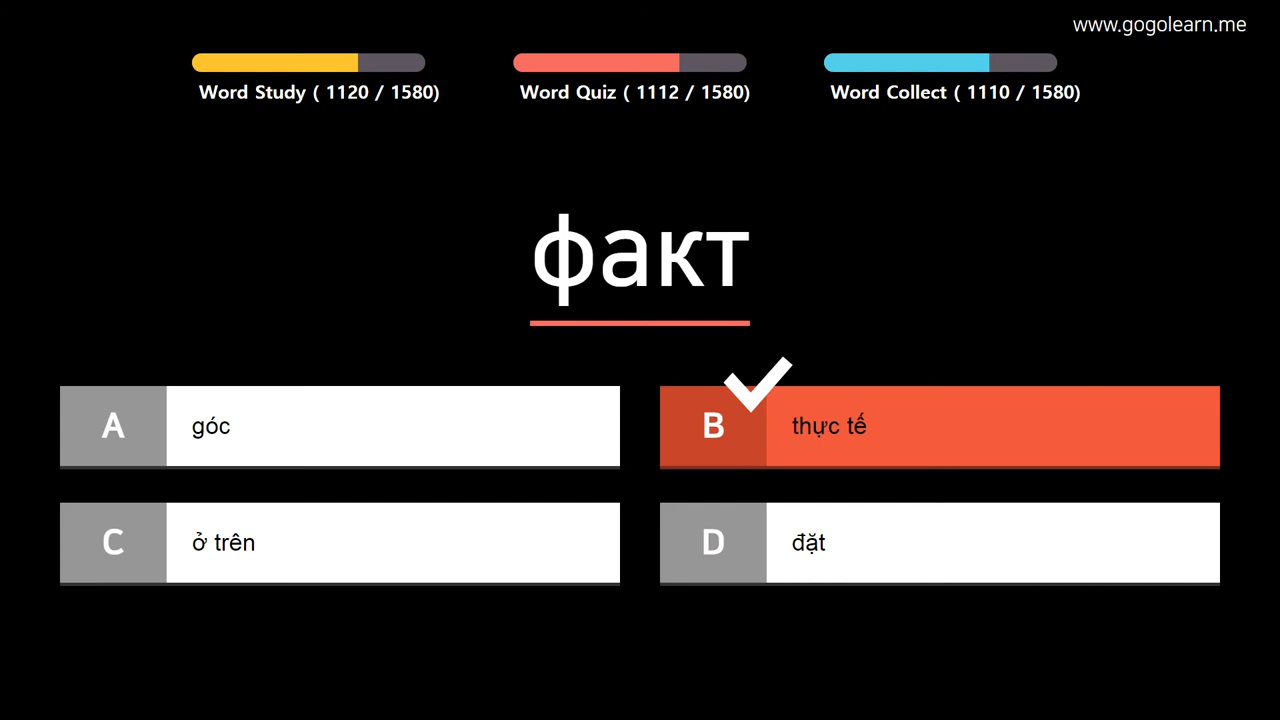 www.gogolearn.me
Word Study ( 1120 / 1580)
Word Quiz ( 1112 / 1580)
Word Collect ( 1110 / 1580)
факт
A góc
B thực tế
C ở trên
D đặt